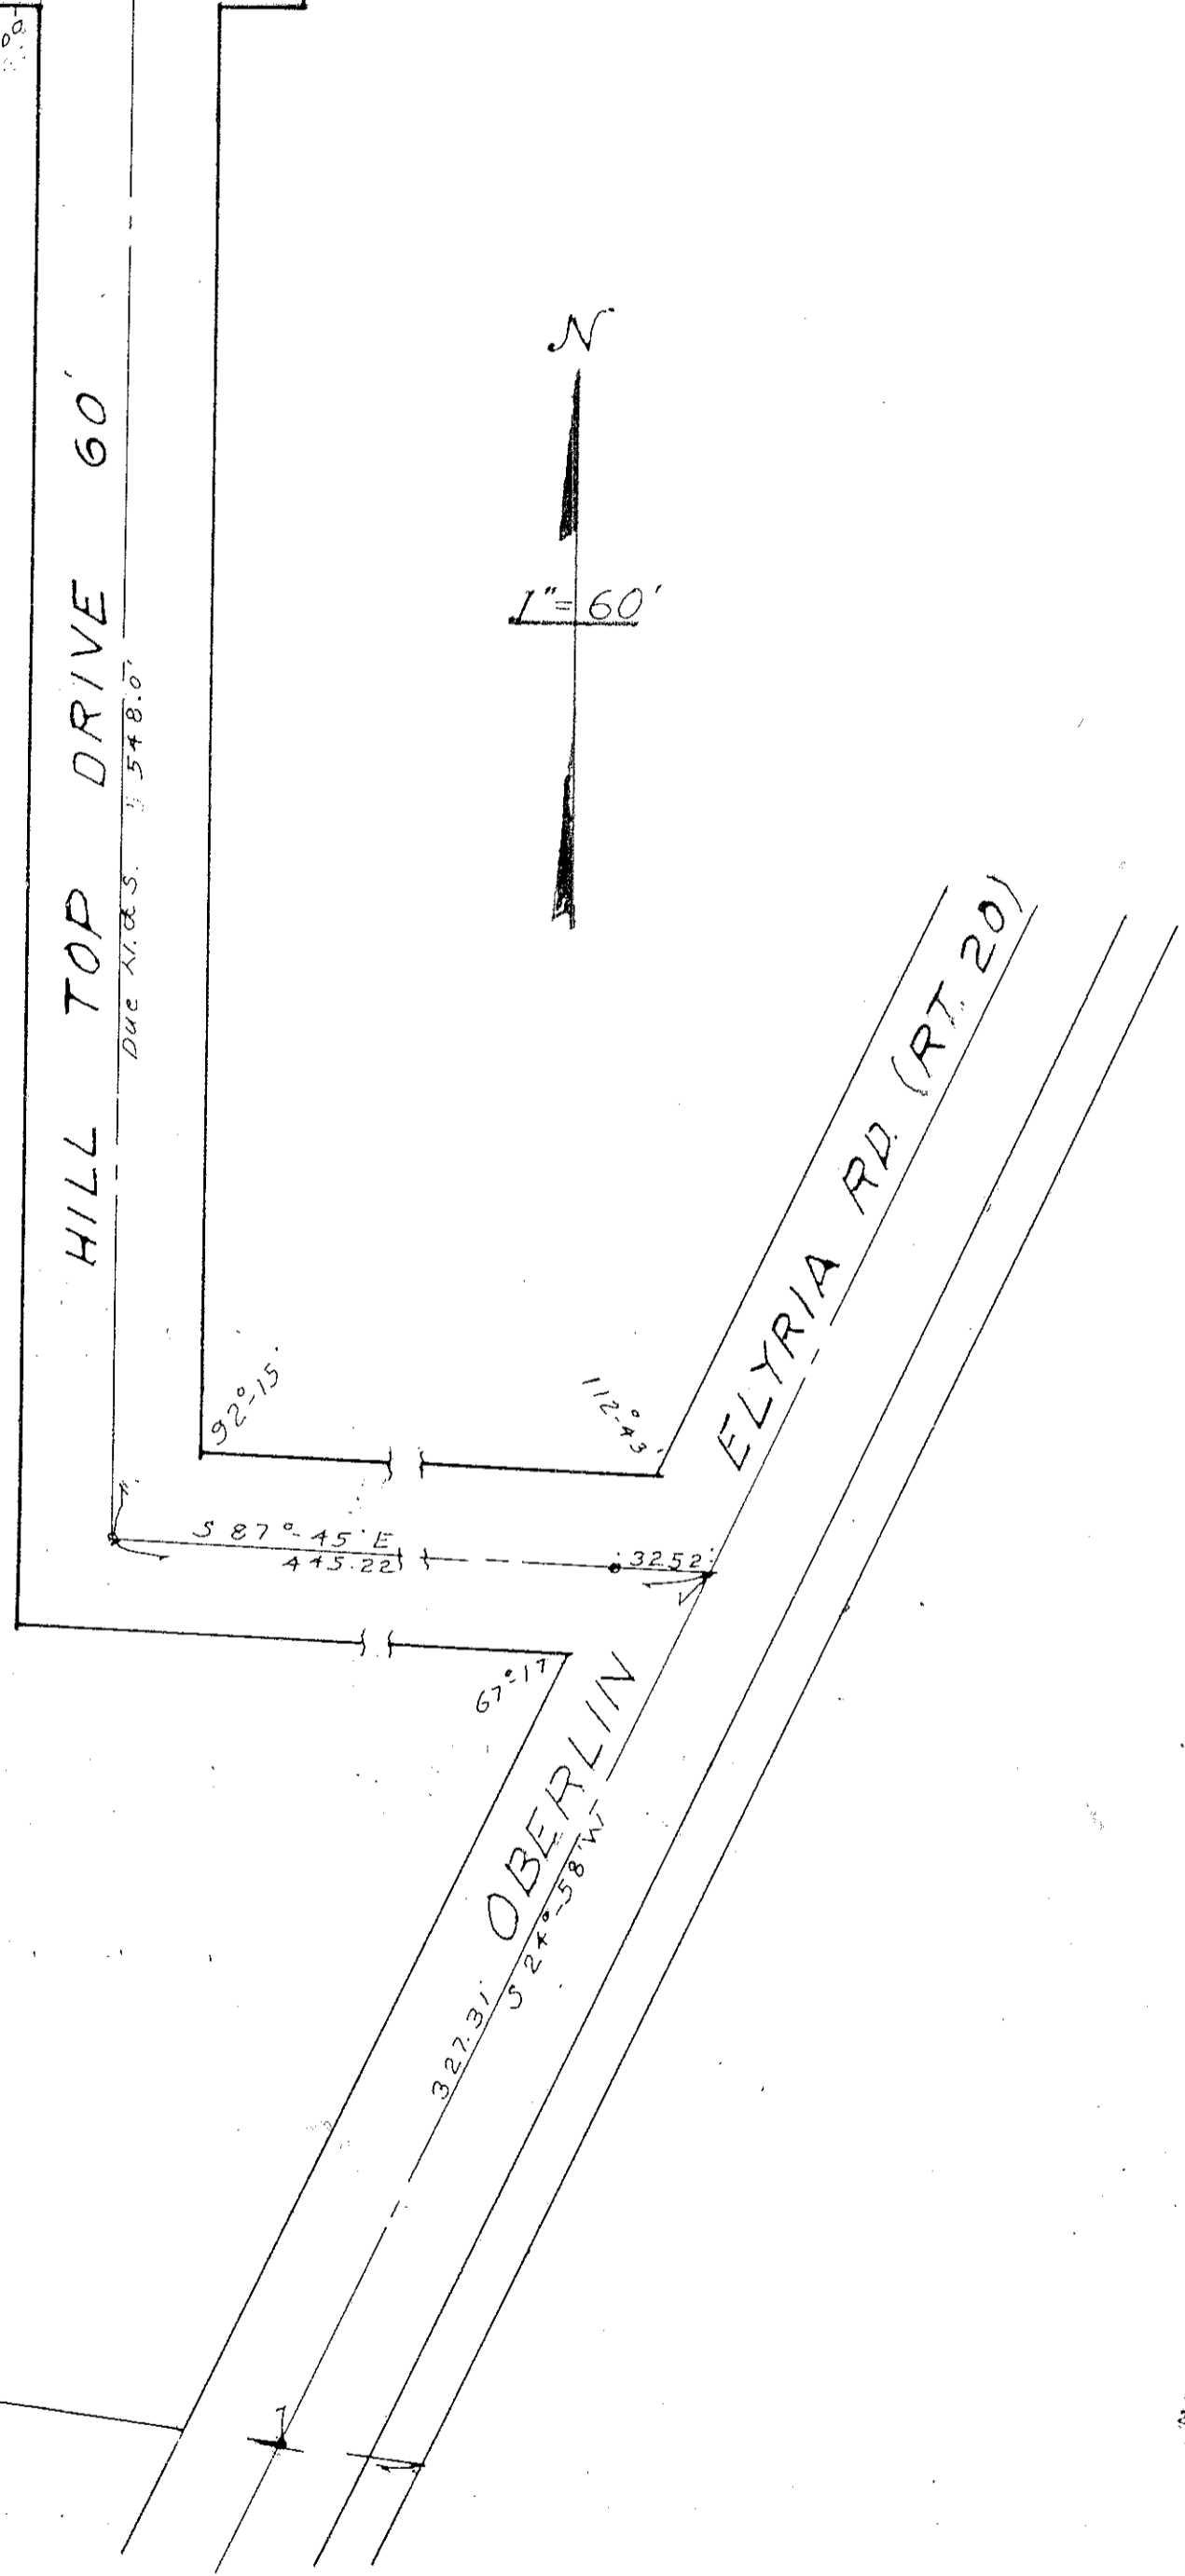 N
1"=60'
HILL TOP DRIVE 60'
Due N. & S. 548.0'
92°-15'
112°-43'
S 87°-45' E
445.22
32.52'
67°-17'
OBERLIN ELYRIA RD. (RT. 20)
327.31'
S 24°-58' W